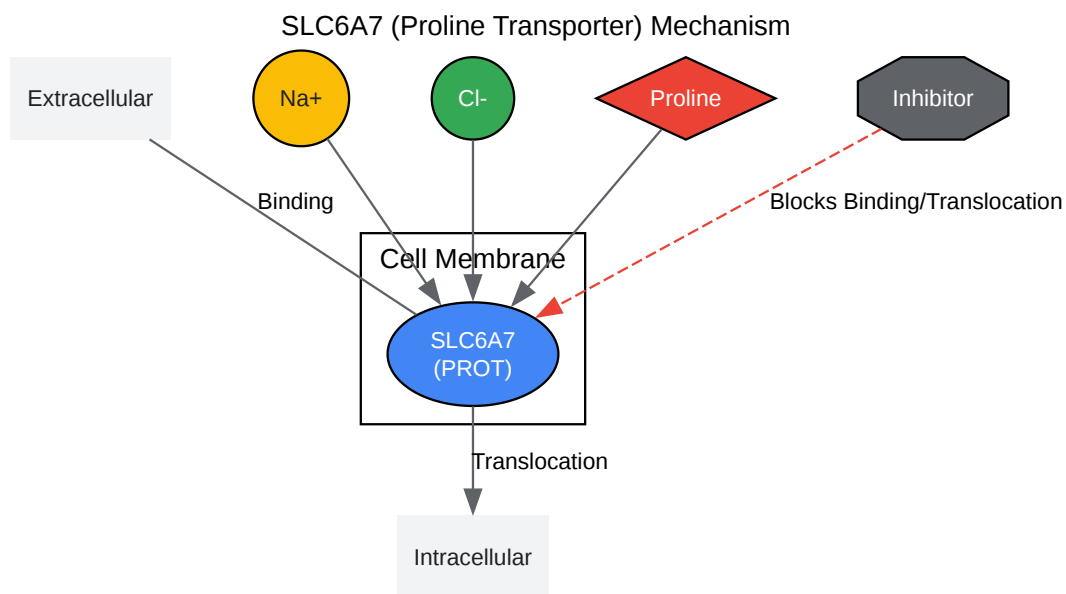 SLC6A7 (Proline Transporter) Mechanism
Extracellular
Na+
Cl-
Proline
Inhibitor
Binding
Blocks Binding/Translocation
Cell Membrane
SLC6A7
(PROT)
Translocation
Intracellular